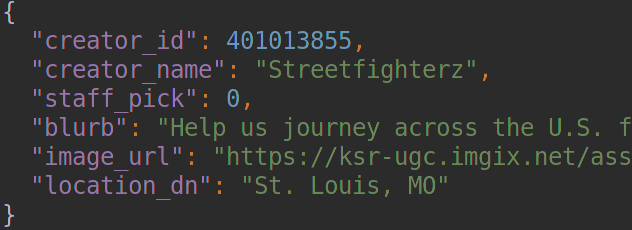 {
"creator_id": 401013855,
"creator_name": "Streetfighterz",
"staff_pick": 0,
"blurb": "Help us journey across the U.S. f
"image_url": "https://ksr-ugc.imgix.net/ass
"location_dn": "St. Louis, MO"
}